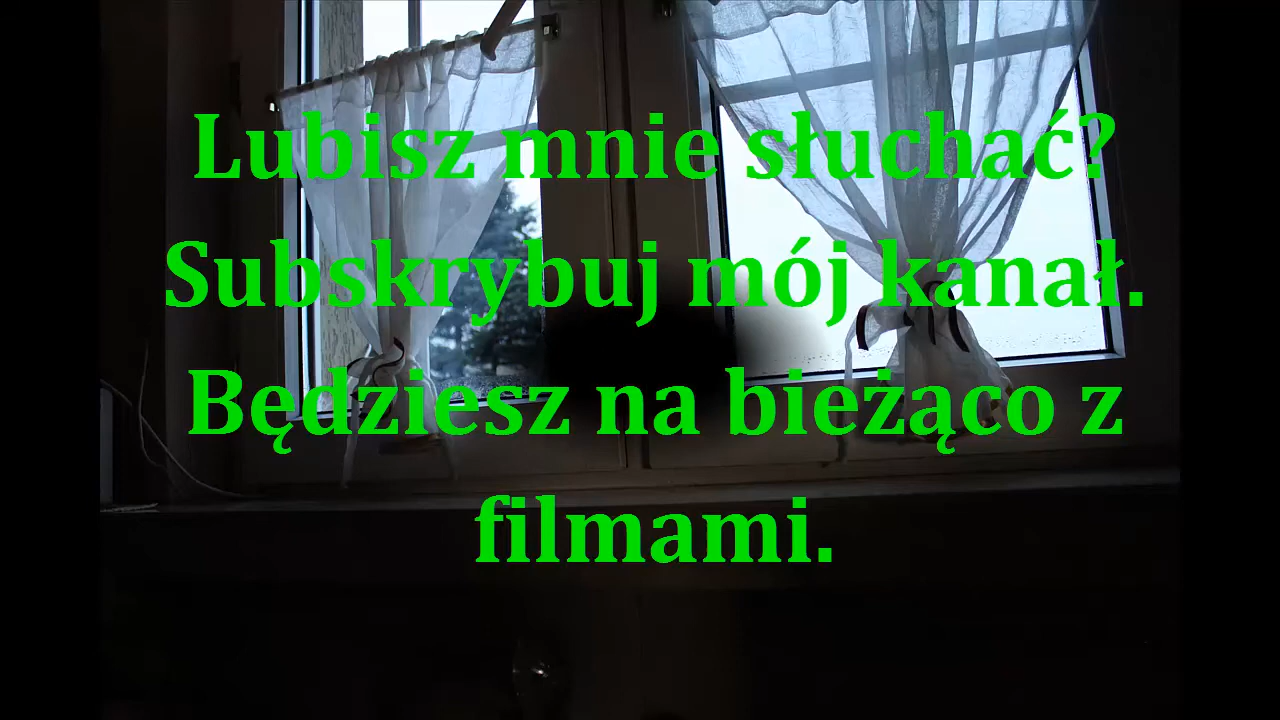 Lubisz mnie słuchać?
Subskrybuj mój kanał.
Będziesz na bieżąco z
filmami.